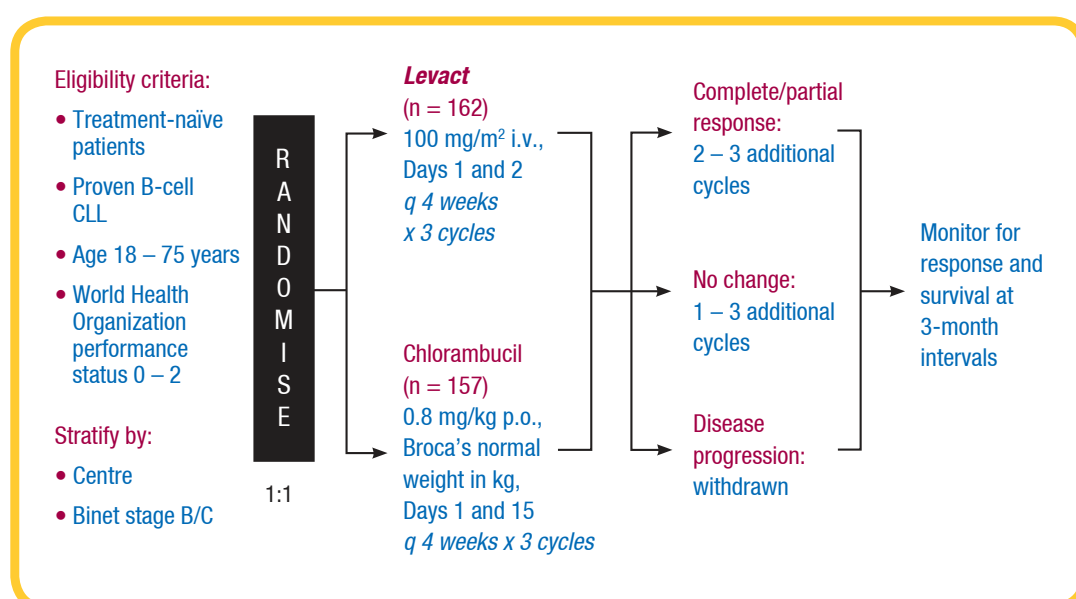 Eligibility criteria:
• Treatment-naïve
patients
• Proven B-cell
CLL
• Age 18 – 75 years
• World Health
Organization
performance
status 0 – 2
Stratify by:
• Centre
• Binet stage B/C
RANDOMISE
1:1
Levact
(n = 162)
100 mg/m² i.v.,
Days 1 and 2
q 4 weeks
x 3 cycles
Chlorambucil
(n = 157)
0.8 mg/kg p.o.,
Broca’s normal
weight in kg,
Days 1 and 15
q 4 weeks x 3 cycles
Complete/partial
response:
2 – 3 additional
cycles
No change:
1 – 3 additional
cycles
Disease
progression:
withdrawn
Monitor for
response and
survival at
3-month
intervals